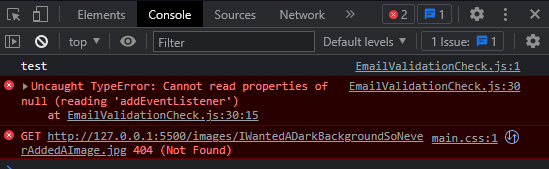 Elements Console Sources Network » 2 1
top Filter Default levels 1 Issue: 1
test EmailValidationCheck.js:1
Uncaught TypeError: Cannot read properties of EmailValidationCheck.js:30
null (reading 'addEventListener')
at EmailValidationCheck.js:30:15
GET http://127.0.0.1:5500/images/IWantedADarkBackgroundSoNeve main.css:1
rAddedAImage.jpg 404 (Not Found)